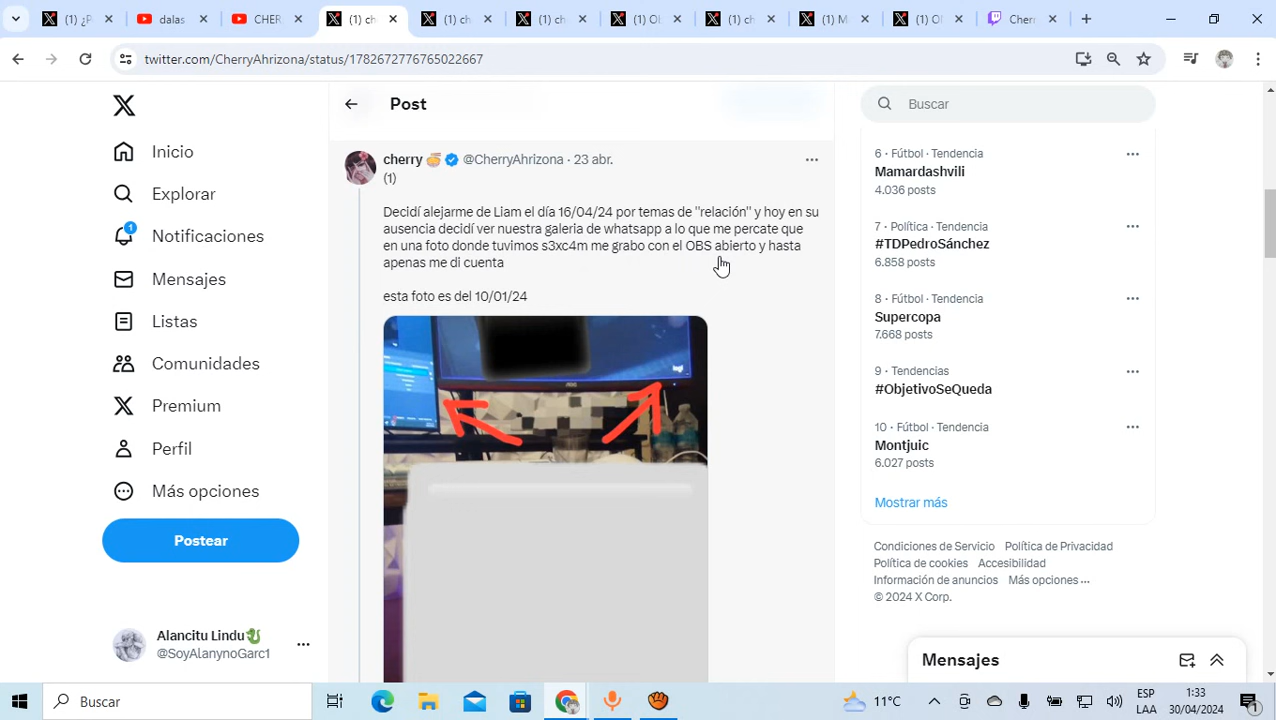 (1) ¿P
dalas
CHER
(1) ch
(1) ch
(1) ch
(1) Ol
(1) ch
(1) M
(1) Ol
Cherr
twitter.com/CherryAhrizona/status/1782672776765022667
Inicio
Explorar
1
Notificaciones
Mensajes
Listas
Comunidades
Premium
Perfil
Más opciones
Postear
Alancitu Lindu
@SoyAlanynoGarc1
Post
cherry @CherryAhrizona · 23 abr.
(1)
Decidí alejarme de Liam el día 16/04/24 por temas de "relación" y hoy en su
ausencia decidí ver nuestra galeria de whatsapp a lo que me percate que
en una foto donde tuvimos s3xc4m me grabo con el OBS abierto y hasta
apenas me di cuenta
esta foto es del 10/01/24
AOC
Buscar
6 · Fútbol · Tendencia
Mamardashvili
4.036 posts
7 · Política · Tendencia
#TDPedroSánchez
6.858 posts
8 · Fútbol · Tendencia
Supercopa
7.668 posts
9 · Tendencias
#ObjetivoSeQueda
10 · Fútbol · Tendencia
Montjuic
6.027 posts
Mostrar más
Condiciones de Servicio Política de Privacidad
Política de cookies Accesibilidad
Información de anuncios Más opciones ...
© 2024 X Corp.
Mensajes
Buscar
11°C
ESP
LAA
1:33
30/04/2024
1